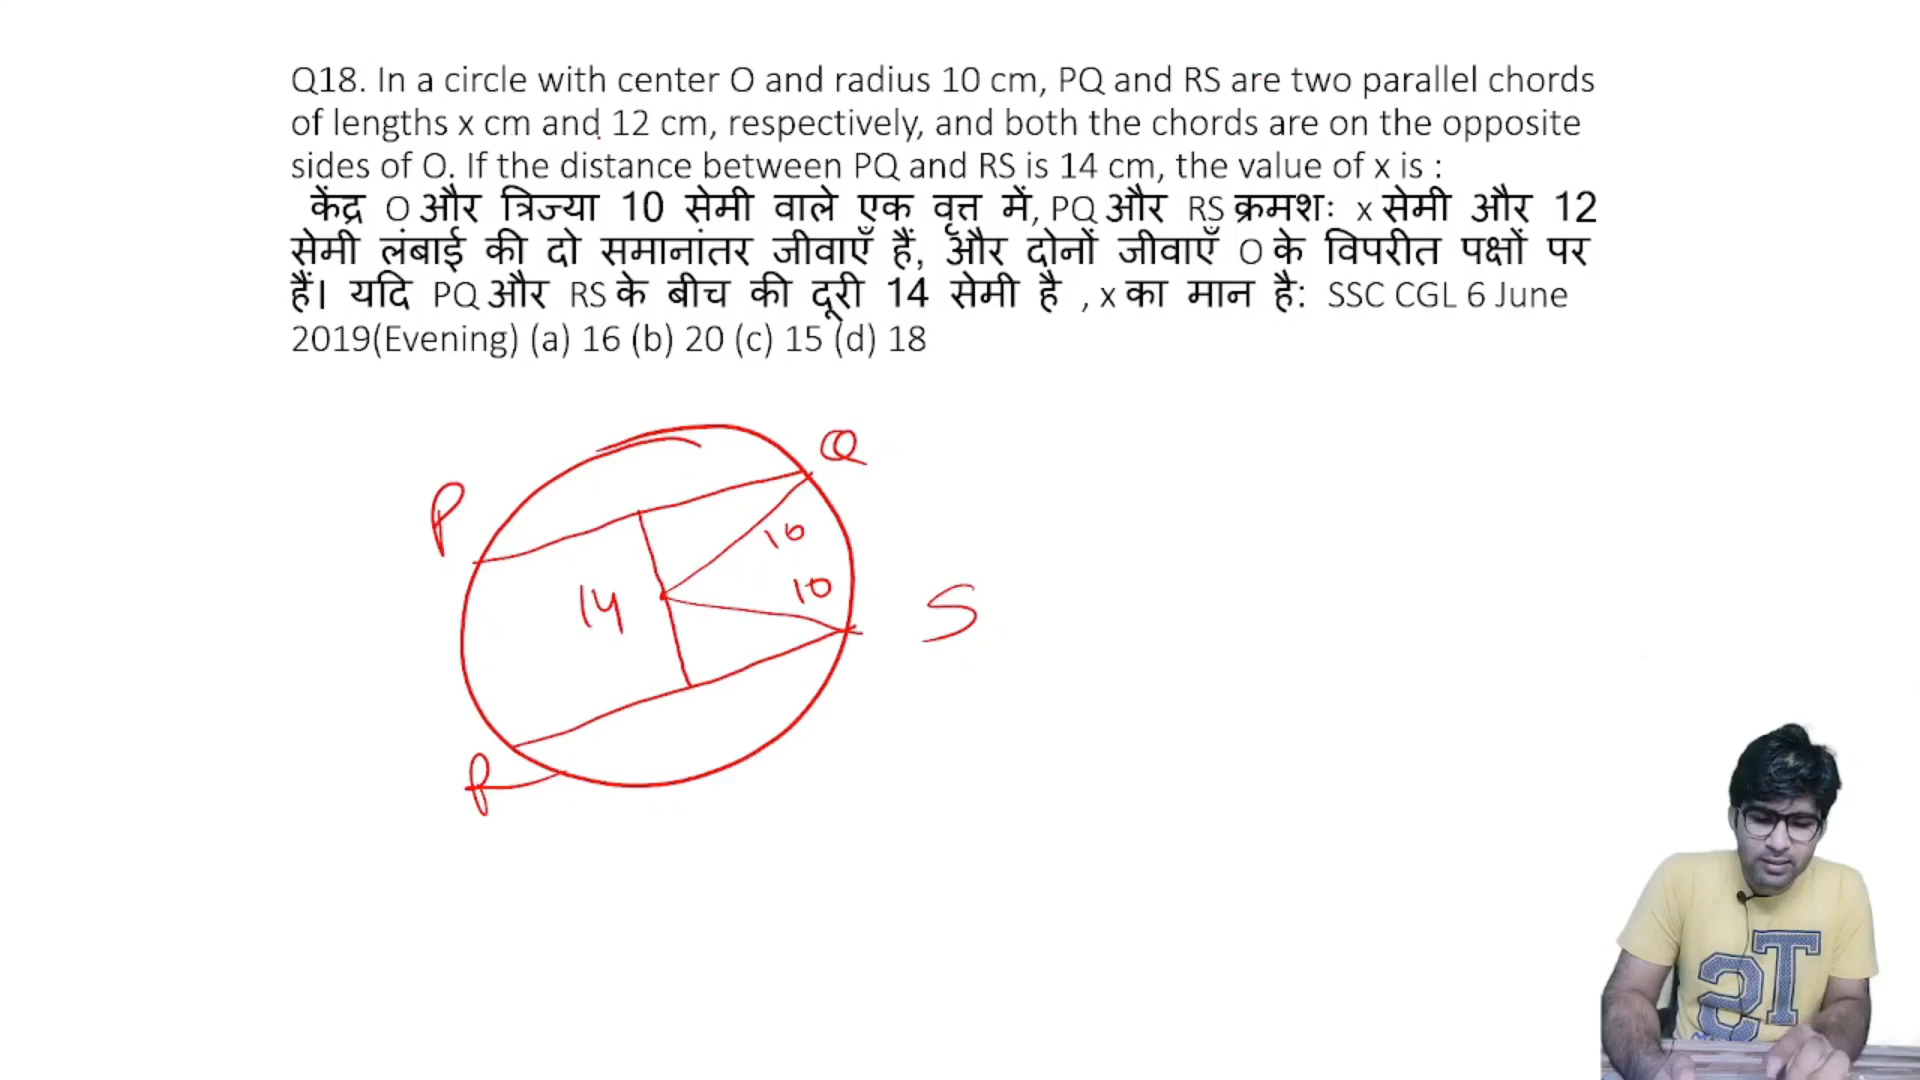 Q18. In a circle with center O and radius 10 cm, PQ and RS are two parallel chords
of lengths x cm and 12 cm, respectively, and both the chords are on the opposite
sides of O. If the distance between PQ and RS is 14 cm, the value of x is :
केंद्र O और त्रिज्या 10 सेमी वाले एक वृत्त में, PQ और RS क्रमशः x सेमी और 12
सेमी लंबाई की दो समानांतर जीवाएँ हैं, और दोनों जीवाएँ O के विपरीत पक्षों पर
हैं। यदि PQ और RS के बीच की दूरी 14 सेमी है , x का मान है: SSC CGL 6 June
2019(Evening) (a) 16 (b) 20 (c) 15 (d) 18
Q
P
10
10
14
S
R
TS